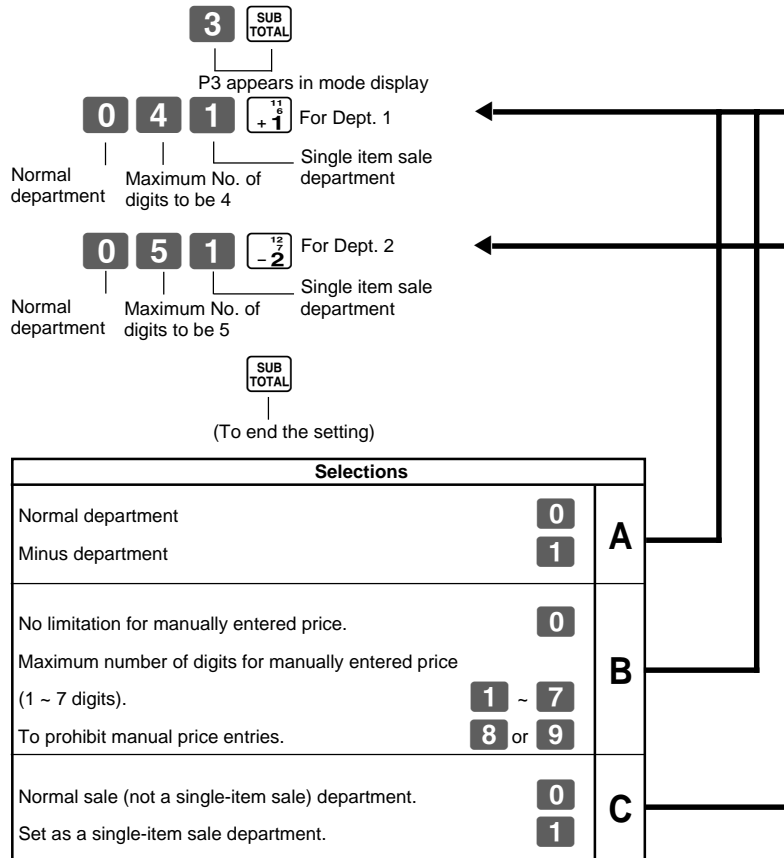 3 SUB TOTAL
P3 appears in mode display
0 4 1 11 6 +1 For Dept. 1
Normal department
Maximum No. of digits to be 4
Single item sale department
0 5 1 12 7 -2 For Dept. 2
Normal department
Maximum No. of digits to be 5
Single item sale department
SUB TOTAL
(To end the setting)
Selections
Normal department 0
Minus department 1
A
No limitation for manually entered price. 0
Maximum number of digits for manually entered price
(1 ~ 7 digits). 1 ~ 7
To prohibit manual price entries. 8 or 9
B
Normal sale (not a single-item sale) department. 0
Set as a single-item sale department. 1
C